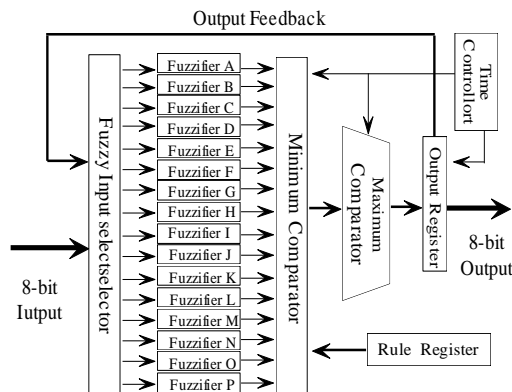 Output Feedback
Fuzzy Input selectselector
Fuzzifier A
Fuzzifier B
Fuzzifier C
Fuzzifier D
Fuzzifier E
Fuzzifier F
Fuzzifier G
Fuzzifier H
Fuzzifier I
Fuzzifier J
Fuzzifier K
Fuzzifier L
Fuzzifier M
Fuzzifier N
Fuzzifier O
Fuzzifier P
Minimum Comparator
Maximum
Comparator
Output Register
Time
Controllort
8-bit
Iutput
8-bit
Output
Rule Register